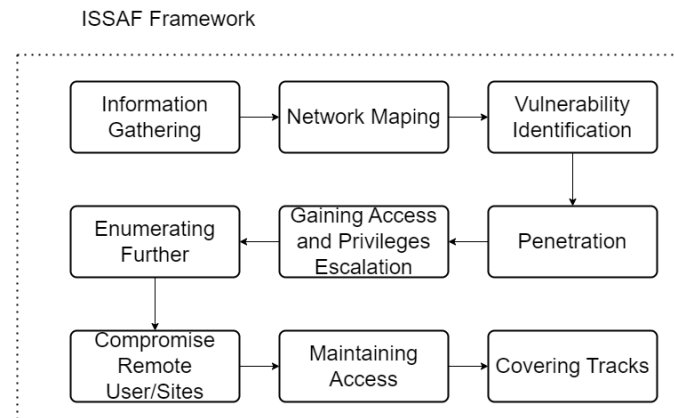 ISSAF Framework
Information
Gathering
Network Maping
Vulnerability
Identification
Penetration
Gaining Access
and Privileges
Escalation
Enumerating
Further
Compromise
Remote
User/Sites
Maintaining
Access
Covering Tracks